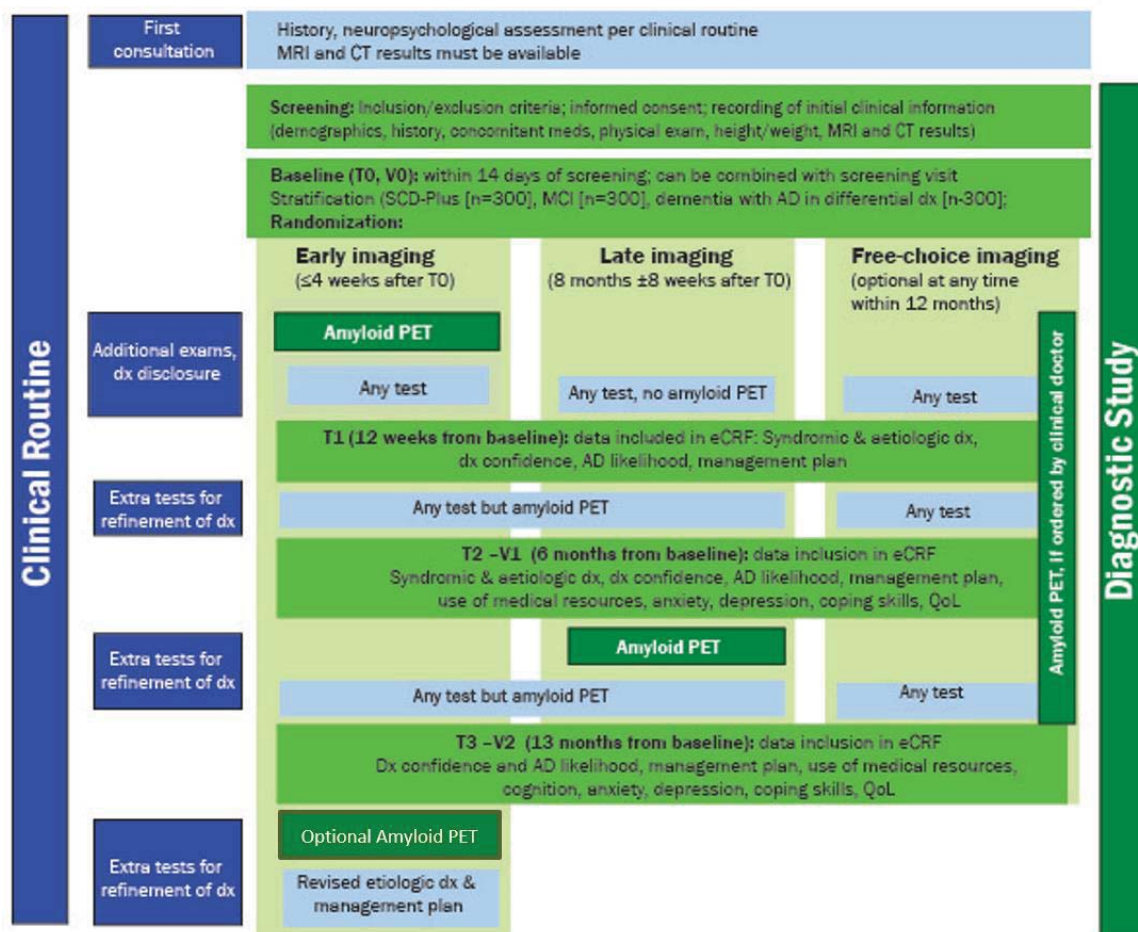 Clinical Routine
First
consultation
History, neuropsychological assessment per clinical routine
MRI and CT results must be available
Diagnostic Study
Screening: Inclusion/exclusion criteria; informed consent; recording of initial clinical information
(demographics, history, concomitant meds, physical exam, height/weight, MRI and CT results)
Baseline (T0, V0): within 14 days of screening; can be combined with screening visit
Stratification (SCD-Plus [n=300], MCI [n=300], dementia with AD in differential dx [n-300];
Randomization:
Early imaging
(≤4 weeks after T0)
Late imaging
(8 months ±8 weeks after T0)
Free-choice imaging
(optional at any time
within 12 months)
Additional exams,
dx disclosure
Amyloid PET
Any test
Any test, no amyloid PET
Any test
Amyloid PET, if ordered by clinical doctor
T1 (12 weeks from baseline): data included in eCRF: Syndromic & aetiologic dx,
dx confidence, AD likelihood, management plan
Extra tests for
refinement of dx
Any test but amyloid PET
Any test
T2 –V1 (6 months from baseline): data inclusion in eCRF
Syndromic & aetiologic dx, dx confidence, AD likelihood, management plan,
use of medical resources, anxiety, depression, coping skills, QoL
Extra tests for
refinement of dx
Amyloid PET
Any test but amyloid PET
Any test
T3 –V2 (13 months from baseline): data inclusion in eCRF
Dx confidence and AD likelihood, management plan, use of medical resources,
cognition, anxiety, depression, coping skills, QoL
Extra tests for
refinement of dx
Optional Amyloid PET
Revised etiologic dx &
management plan